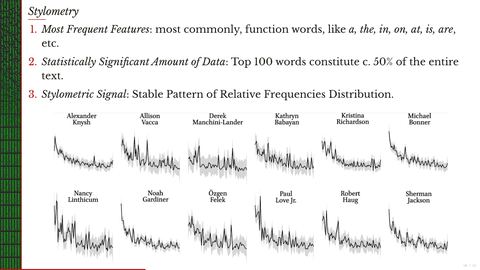 Stylometry
1. Most Frequent Features: most commonly, function words, like a, the, in, on, at, is, are,
etc.
2. Statistically Significant Amount of Data: Top 100 words constitute c. 50% of the entire
text.
3. Stylometric Signal: Stable Pattern of Relative Frequencies Distribution.
Alexander Knysh
Allison Vacca
Derek Manchini-Lander
Kathryn Babayan
Kristina Richardson
Michael Bonner
Nancy Linthicum
Noah Gardiner
Özgen Felek
Paul Love Jr.
Robert Haug
Sherman Jackson